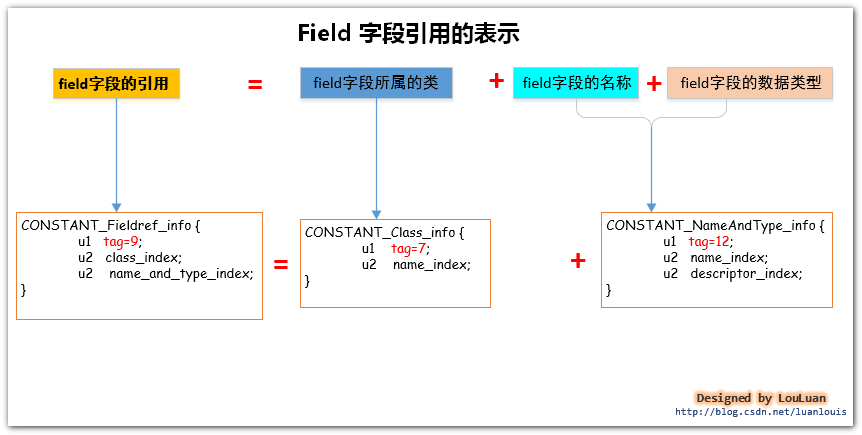 Field 字段引用的表示
field字段的引用 = field字段所属的类 + field字段的名称 + field字段的数据类型
CONSTANT_Fieldref_info {
u1 tag=9;
u2 class_index;
u2 name_and_type_index;
}
=
CONSTANT_Class_info {
u1 tag=7;
u2 name_index;
}
+
CONSTANT_NameAndType_info {
u1 tag=12;
u2 name_index;
u2 descriptor_index;
}
Designed by LouLuan
http://blog.csdn.net/luanlouis